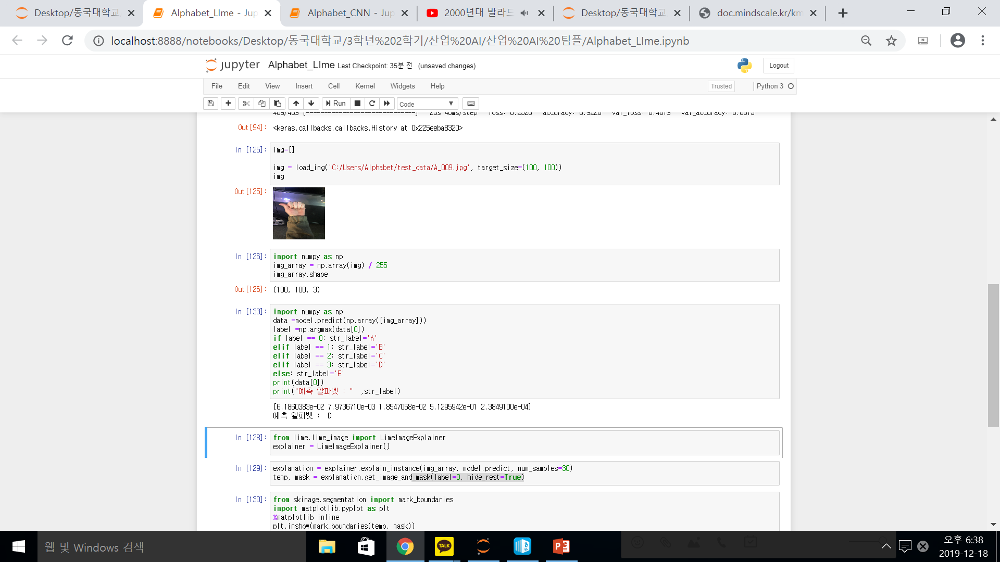 Desktop/동국대학교
Alphabet_LIme - Jup
Alphabet_CNN - Jup
2000년대 발라드
Desktop/동국대학교
doc.mindscale.kr/km
localhost:8888/notebooks/Desktop/동국대학교/3학년%202학기/산업%20AI/산업%20AI%20팀플/Alphabet_LIme.ipynb
jupyter Alphabet_LIme Last Checkpoint: 35분 전 (unsaved changes)
Logout
File Edit View Insert Cell Kernel Widgets Help
Trusted
Python 3
Run
Code
Out[94]: <keras.callbacks.callbacks.History at 0x225eeba8320>
In [125]: img=[]
img = load_img('C:/Users/Alphabet/test_data/A_009.jpg', target_size=(100, 100))
img
Out[125]:
In [126]: import numpy as np
img_array = np.array(img) / 255
img_array.shape
Out[126]: (100, 100, 3)
In [133]: import numpy as np
data =model.predict(np.array([img_array]))
label =np.argmax(data[0])
if label == 0: str_label='A'
elif label == 1: str_label='B'
elif label == 2: str_label='C'
elif label == 3: str_label='D'
else: str_label='E'
print(data[0])
print("예측 알파벳 : " ,str_label)
[6.1860383e-02 7.9736710e-03 1.8547058e-02 5.1295942e-01 2.3849100e-04]
예측 알파벳 : D
In [128]: from lime.lime_image import LimeImageExplainer
explainer = LimeImageExplainer()
In [129]: explanation = explainer.explain_instance(img_array, model.predict, num_samples=30)
temp, mask = explanation.get_image_and_mask(label=0, hide_rest=True)
In [130]: from skimage.segmentation import mark_boundaries
import matplotlib.pyplot as plt
%matplotlib inline
plt.imshow(mark_boundaries(temp, mask))
웹 및 Windows 검색
TALK
오후 6:38
2019-12-18